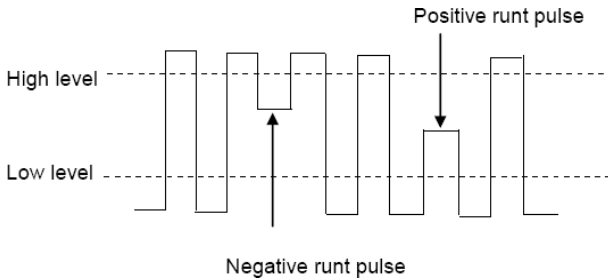 Positive runt pulse
High level
Low level
Negative runt pulse